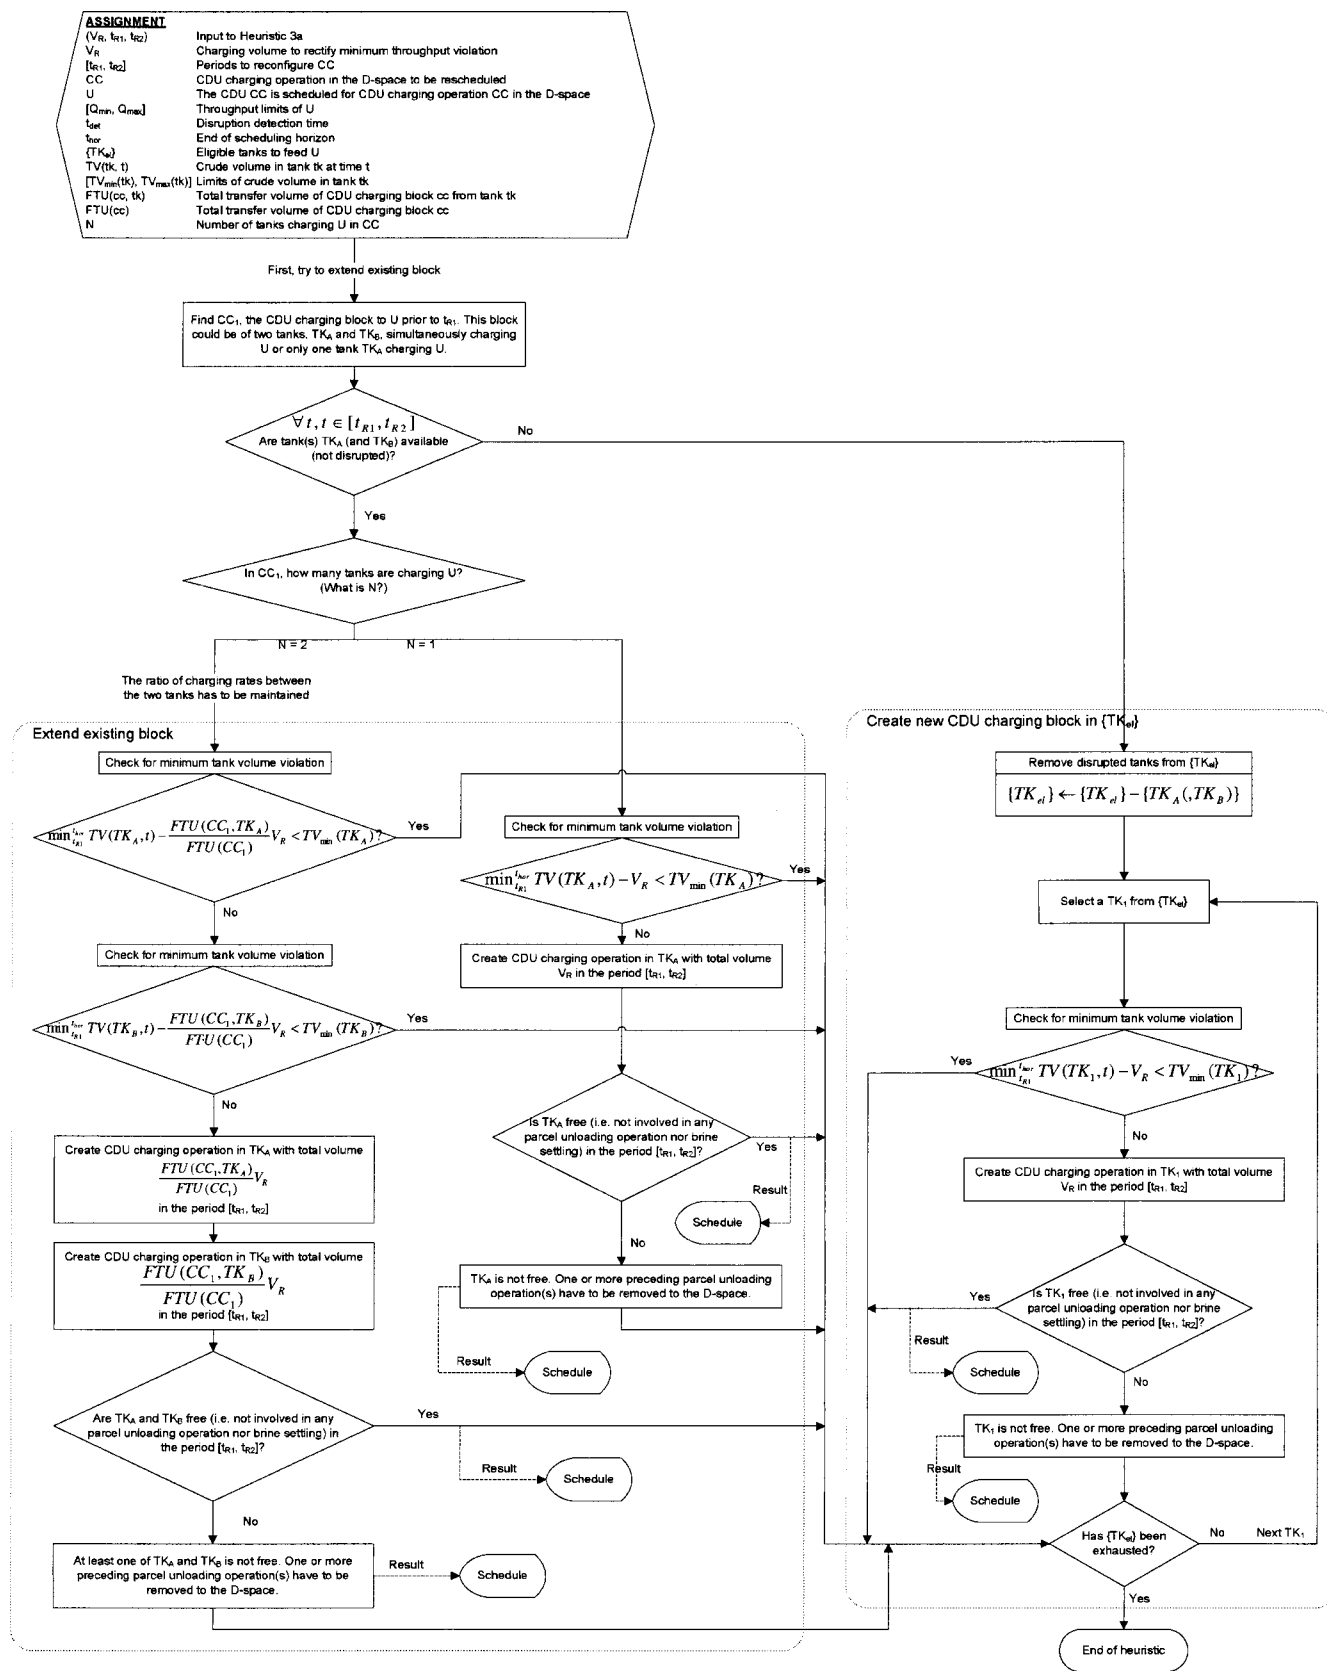 ASSIGNMENT
(V_R, t_R1, t_R2) Input to Heuristic 3a
V_R Charging volume to rectify minimum throughput violation
[t_R1, t_R2] Periods to reconfigure CC
CC CDU charging operation in the D-space to be rescheduled
U The CDU CC is scheduled for CDU charging operation CC in the D-space
[Q_min, Q_max] Throughput limits of U
t_det Disruption detection time
t_hor End of scheduling horizon
{TK_el} Eligible tanks to feed U
TV(tk, t) Crude volume in tank tk at time t
[TV_min(tk), TV_max(tk)] Limits of crude volume in tank tk
FTU(cc, tk) Total transfer volume of CDU charging block cc from tank tk
FTU(cc) Total transfer volume of CDU charging block cc
N Number of tanks charging U in CC
First, try to extend existing block
Find CC_1, the CDU charging block to U prior to t_R1. This block
could be of two tanks, TK_A and TK_B, simultaneously charging
U or only one tank TK_A charging U.
∀ t, t ∈ [t_R1, t_R2]
Are tank(s) TK_A (and TK_B) available
(not disrupted)?
No
Yes
In CC_1, how many tanks are charging U?
(What is N?)
N = 2
N = 1
The ratio of charging rates between
the two tanks has to be maintained
Extend existing block
Check for minimum tank volume violation
min_{t_R1}^{t_hor} TV(TK_A, t) − FTU(CC_1, TK_A)/FTU(CC_1) V_R < TV_min(TK_A)?
Yes
No
Check for minimum tank volume violation
min_{t_R1}^{t_hor} TV(TK_B, t) − FTU(CC_1, TK_B)/FTU(CC_1) V_R < TV_min(TK_B)?
Yes
No
Create CDU charging operation in TK_A with total volume
FTU(CC_1, TK_A)/FTU(CC_1) V_R
in the period [t_R1, t_R2]
Create CDU charging operation in TK_B with total volume
FTU(CC_1, TK_B)/FTU(CC_1) V_R
in the period [t_R1, t_R2]
Are TK_A and TK_B free (i.e. not involved in any
parcel unloading operation nor brine settling) in
the period [t_R1, t_R2]?
Yes
Result
Schedule
No
At least one of TK_A and TK_B is not free. One or more
preceding parcel unloading operation(s) have to be
removed to the D-space.
Result
Schedule
Check for minimum tank volume violation
min_{t_R1}^{t_hor} TV(TK_A, t) − V_R < TV_min(TK_A)?
Yes
No
Create CDU charging operation in TK_A with total volume
V_R in the period [t_R1, t_R2]
Is TK_A free (i.e. not involved in any
parcel unloading operation nor brine
settling) in the period [t_R1, t_R2]?
Yes
Result
Schedule
No
TK_A is not free. One or more preceding parcel unloading
operation(s) have to be removed to the D-space.
Result
Schedule
Create new CDU charging block in {TK_el}
Remove disrupted tanks from {TK_el}
{TK_el} ← {TK_el} − {TK_A(, TK_B)}
Select a TK_1 from {TK_el}
Check for minimum tank volume violation
min_{t_R1}^{t_hor} TV(TK_1, t) − V_R < TV_min(TK_1)?
Yes
No
Create CDU charging operation in TK_1 with total volume
V_R in the period [t_R1, t_R2]
Is TK_1 free (i.e. not involved in any
parcel unloading operation nor brine
settling) in the period [t_R1, t_R2]?
Yes
Result
Schedule
No
TK_1 is not free. One or more preceding parcel unloading
operation(s) have to be removed to the D-space.
Result
Schedule
Has {TK_el} been
exhausted?
No
Next TK_1
Yes
End of heuristic